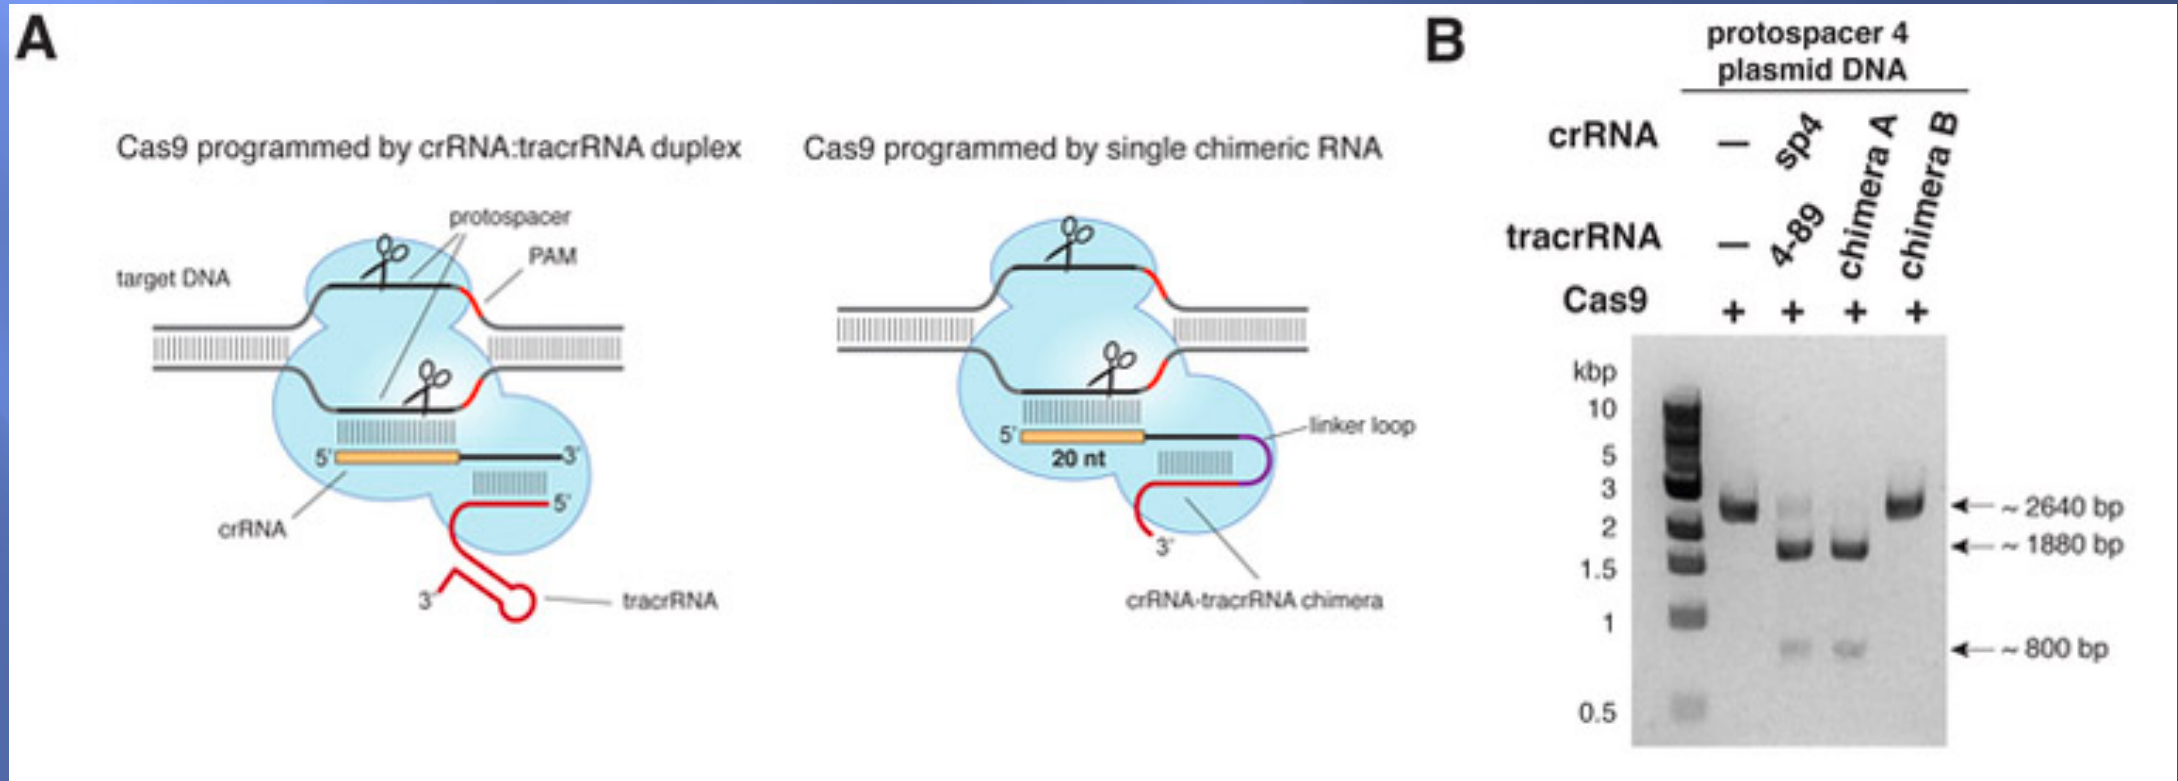 A
Cas9 programmed by crRNA:tracrRNA duplex
protospacer
PAM
target DNA
5'
3'
5'
crRNA
3'
tracrRNA
Cas9 programmed by single chimeric RNA
5'
20 nt
linker loop
3'
crRNA-tracrRNA chimera
B
protospacer 4
plasmid DNA
crRNA – sp4
tracrRNA – 4-89 chimera A chimera B
Cas9 + + + +
kbp
10
5
3
2
1.5
1
0.5
~ 2640 bp
~ 1880 bp
~ 800 bp